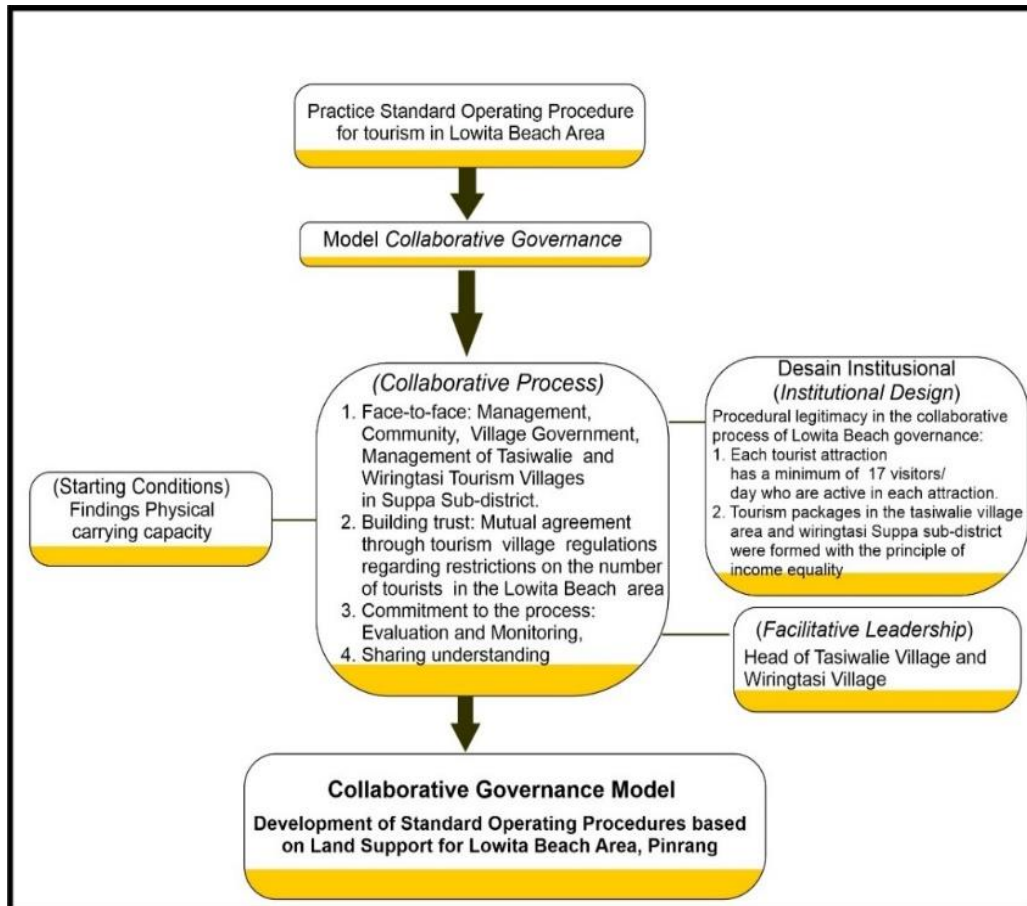 Practice Standard Operating Procedure
for tourism in Lowita Beach Area
Model Collaborative Governance
(Collaborative Process)
1. Face-to-face: Management,
Community, Village Government,
Management of Tasiwalie and
Wiringtasi Tourism Villages
in Suppa Sub-district.
2. Building trust: Mutual agreement
through tourism village regulations
regarding restrictions on the number
of tourists in the Lowita Beach area
3. Commitment to the process:
Evaluation and Monitoring,
4. Sharing understanding
(Starting Conditions)
Findings Physical
carrying capacity
Desain Institusional
(Institutional Design)
Procedural legitimacy in the collaborative
process of Lowita Beach governance:
1. Each tourist attraction
has a minimum of 17 visitors/
day who are active in each attraction.
2. Tourism packages in the tasiwalie village
area and wiringtasi Suppa sub-district
were formed with the principle of
income equality
(Facilitative Leadership)
Head of Tasiwalie Village and
Wiringtasi Village
Collaborative Governance Model
Development of Standard Operating Procedures based
on Land Support for Lowita Beach Area, Pinrang